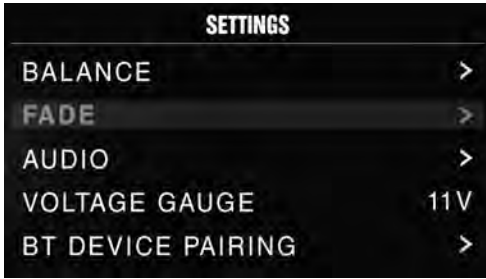 SETTINGS
BALANCE >
FADE >
AUDIO >
VOLTAGE GAUGE 11V
BT DEVICE PAIRING >